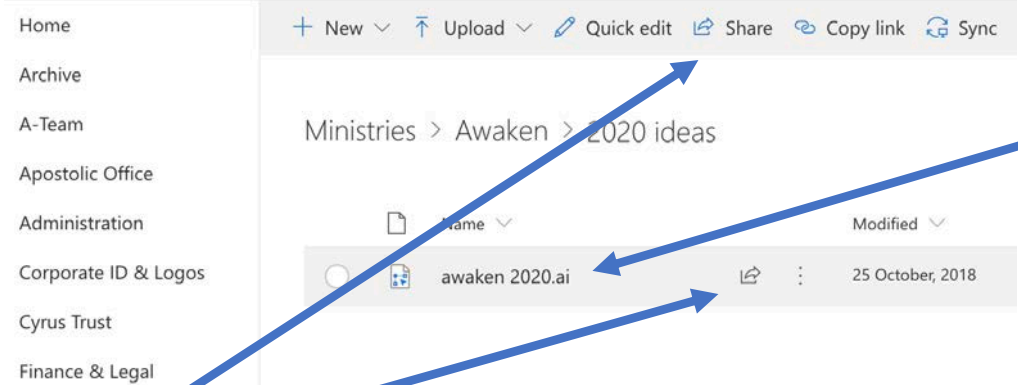 Home
+ New Upload Quick edit Share Copy link Sync
Archive
A-Team
Ministries > Awaken > 2020 ideas
Apostolic Office
Administration
Name Modified
Corporate ID & Logos
awaken 2020.ai 25 October, 2018
Cyrus Trust
Finance & Legal